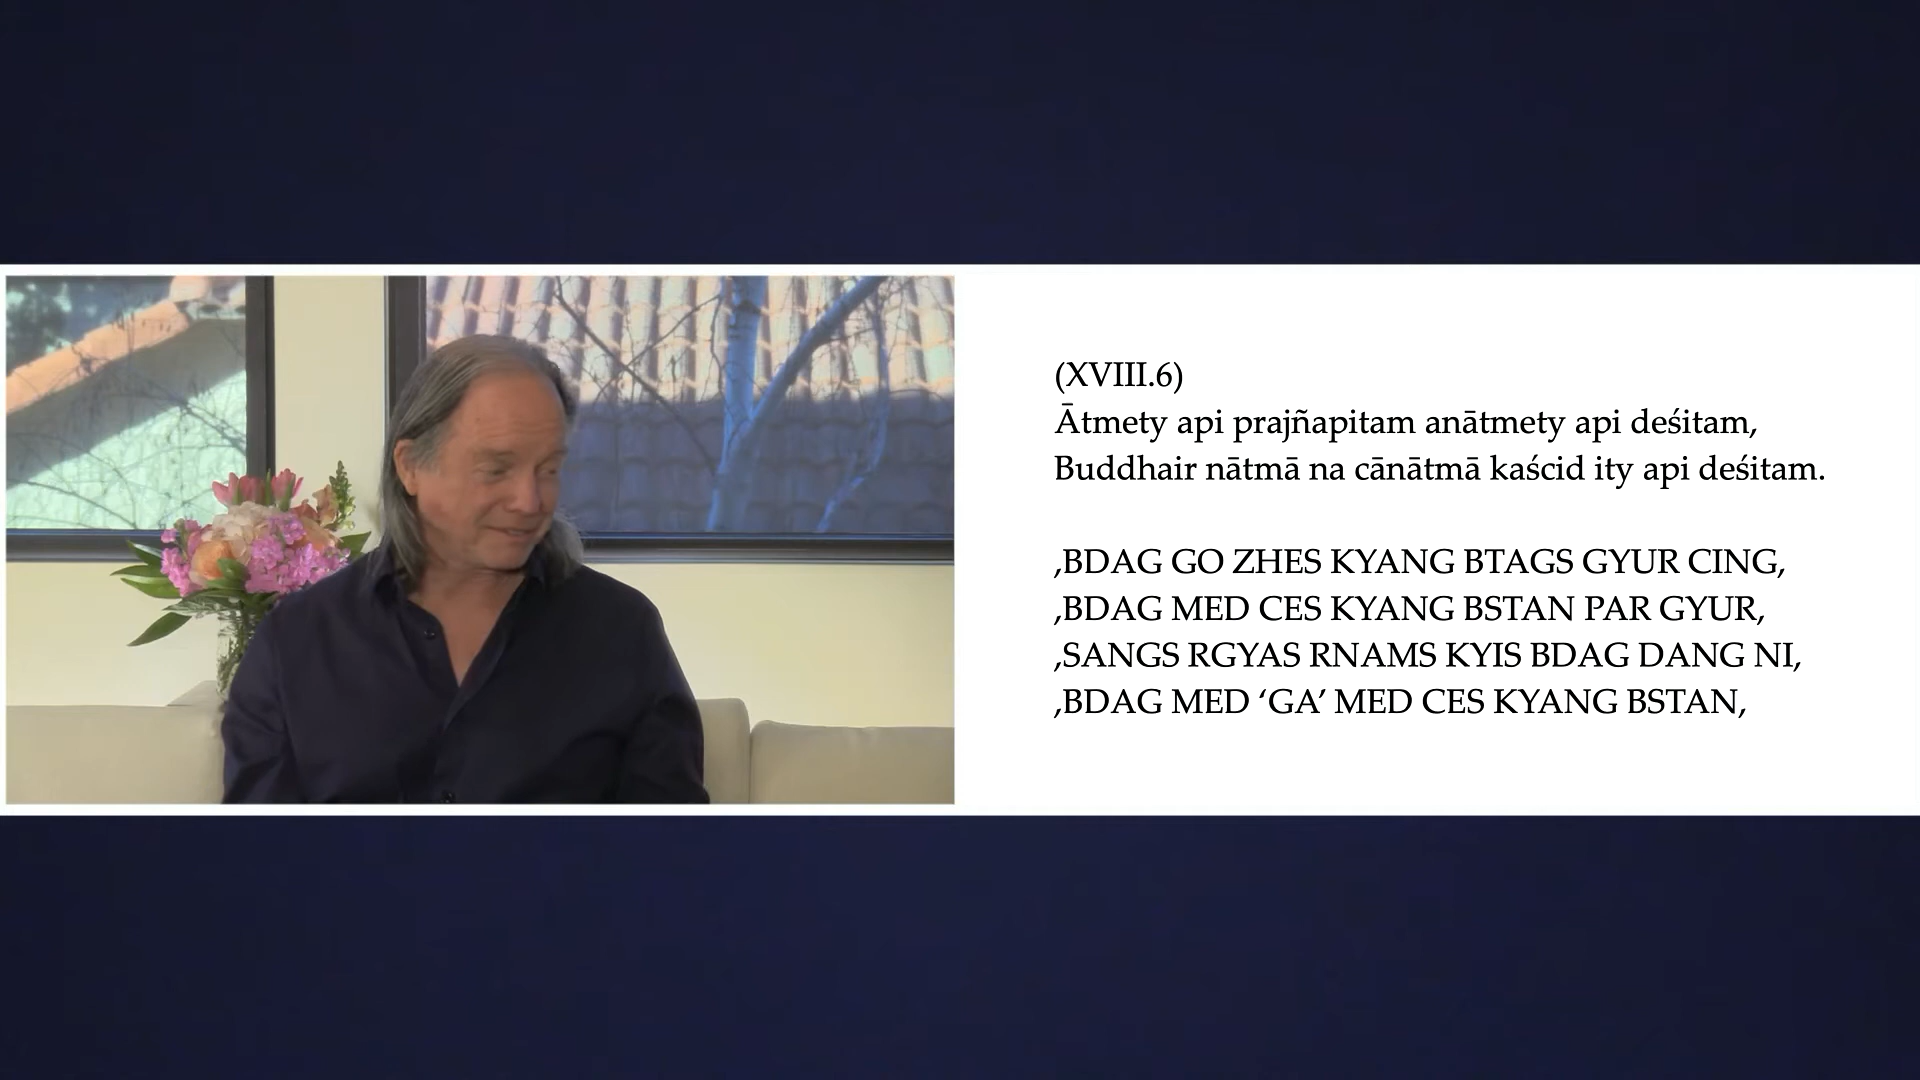 (XVIII.6)
Ātmety api prajñapitam anātmety api deśitam,
Buddhair nātmā na cānātmā kaścid ity api deśitam.
,BDAG GO ZHES KYANG BTAGS GYUR CING,
,BDAG MED CES KYANG BSTAN PAR GYUR,
,SANGS RGYAS RNAMS KYIS BDAG DANG NI,
,BDAG MED ‘GA’ MED CES KYANG BSTAN,